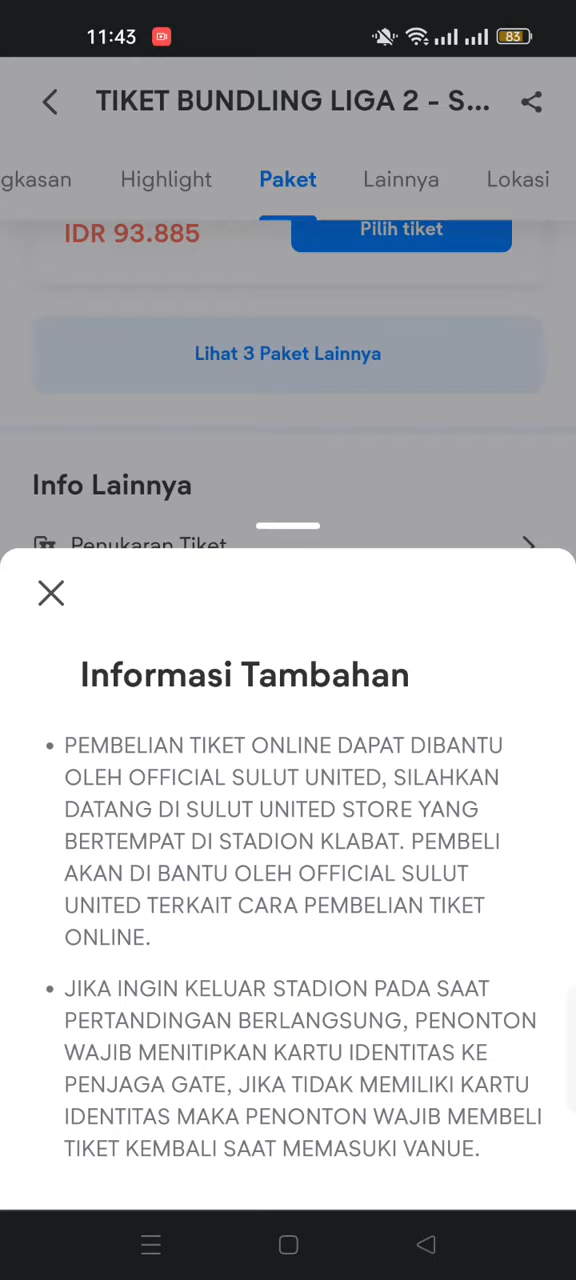 11:43
83
TIKET BUNDLING LIGA 2 - S...
gkasan
Highlight
Paket
Lainnya
Lokasi
IDR 93.885
Pilih tiket
Lihat 3 Paket Lainnya
Info Lainnya
Penukaran Tiket
Informasi Tambahan
• PEMBELIAN TIKET ONLINE DAPAT DIBANTU
OLEH OFFICIAL SULUT UNITED, SILAHKAN
DATANG DI SULUT UNITED STORE YANG
BERTEMPAT DI STADION KLABAT. PEMBELI
AKAN DI BANTU OLEH OFFICIAL SULUT
UNITED TERKAIT CARA PEMBELIAN TIKET
ONLINE.
• JIKA INGIN KELUAR STADION PADA SAAT
PERTANDINGAN BERLANGSUNG, PENONTON
WAJIB MENITIPKAN KARTU IDENTITAS KE
PENJAGA GATE, JIKA TIDAK MEMILIKI KARTU
IDENTITAS MAKA PENONTON WAJIB MEMBELI
TIKET KEMBALI SAAT MEMASUKI VANUE.